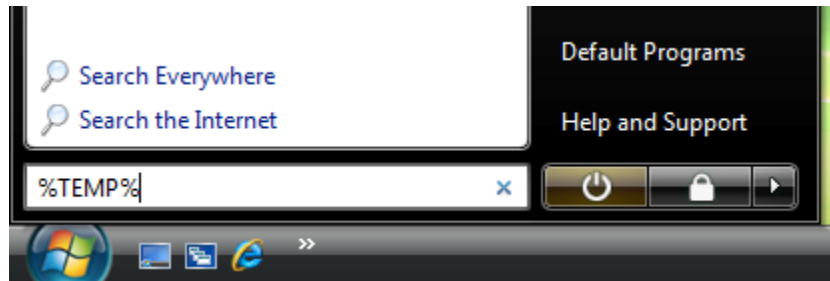 Search Everywhere
Search the Internet
%TEMP%
Default Programs
Help and Support